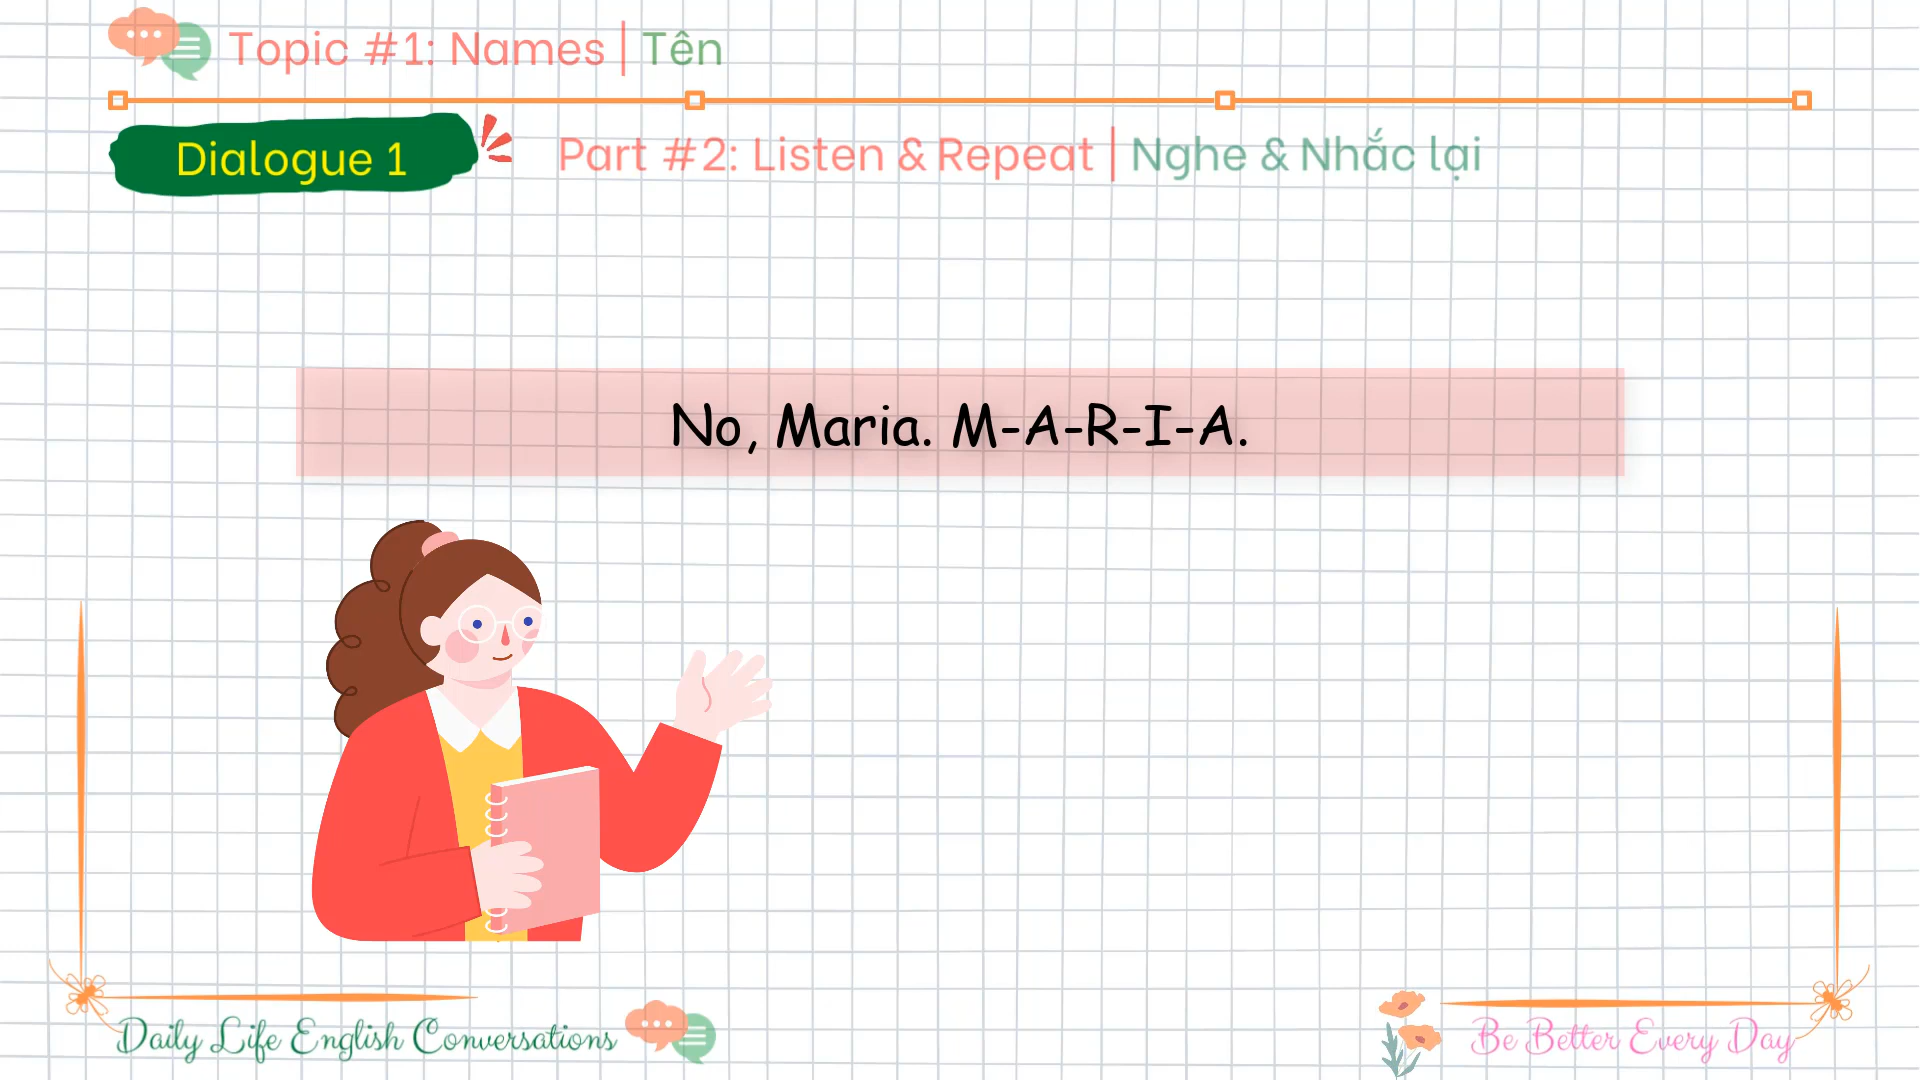 Topic #1: Names | Tên
Dialogue 1
Part #2: Listen & Repeat | Nghe & Nhắc lại
No, Maria. M-A-R-I-A.
Daily Life English Conversations
Be Better Every Day